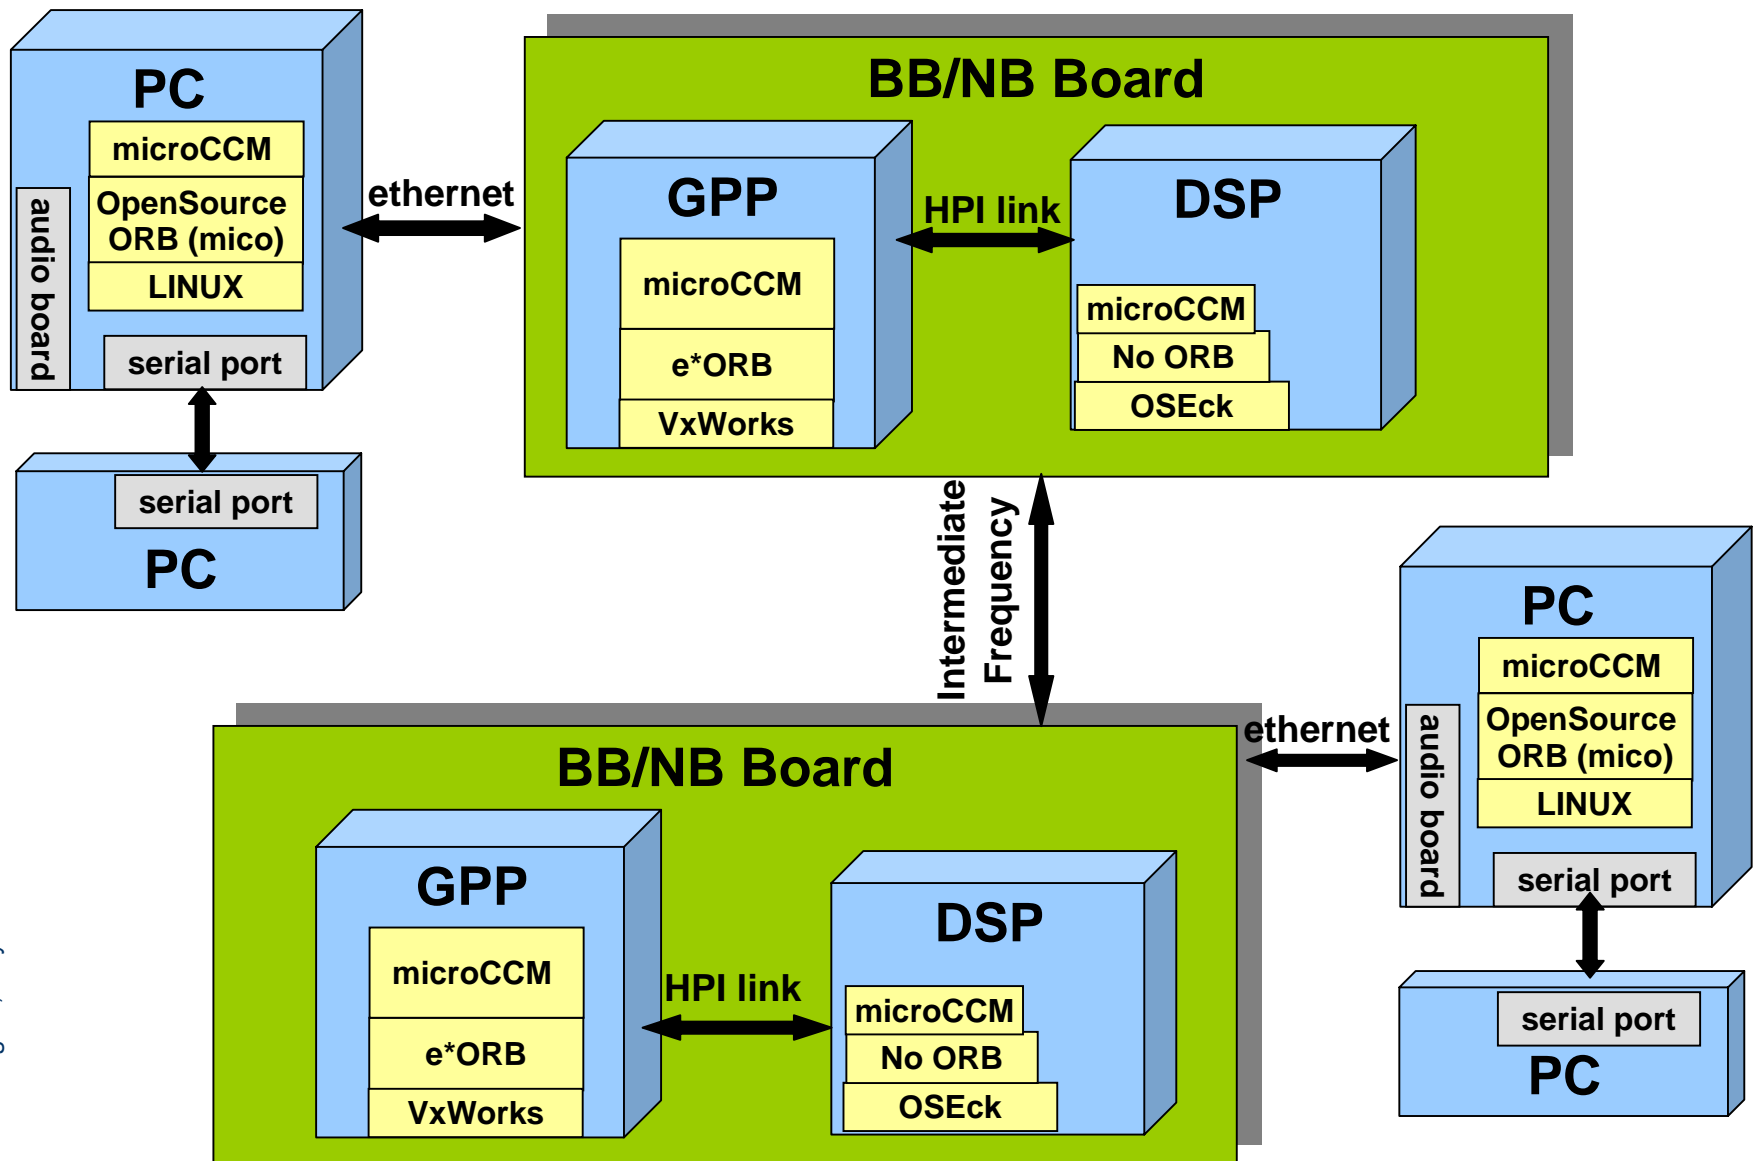 PC
microCCM
OpenSource
ORB (mico)
LINUX
audio board
serial port
serial port
PC
ethernet
BB/NB Board
GPP
microCCM
e*ORB
VxWorks
HPI link
DSP
microCCM
No ORB
OSEck
Intermediate
Frequency
BB/NB Board
GPP
microCCM
e*ORB
VxWorks
HPI link
DSP
microCCM
No ORB
OSEck
ethernet
PC
microCCM
OpenSource
ORB (mico)
LINUX
audio board
serial port
serial port
PC